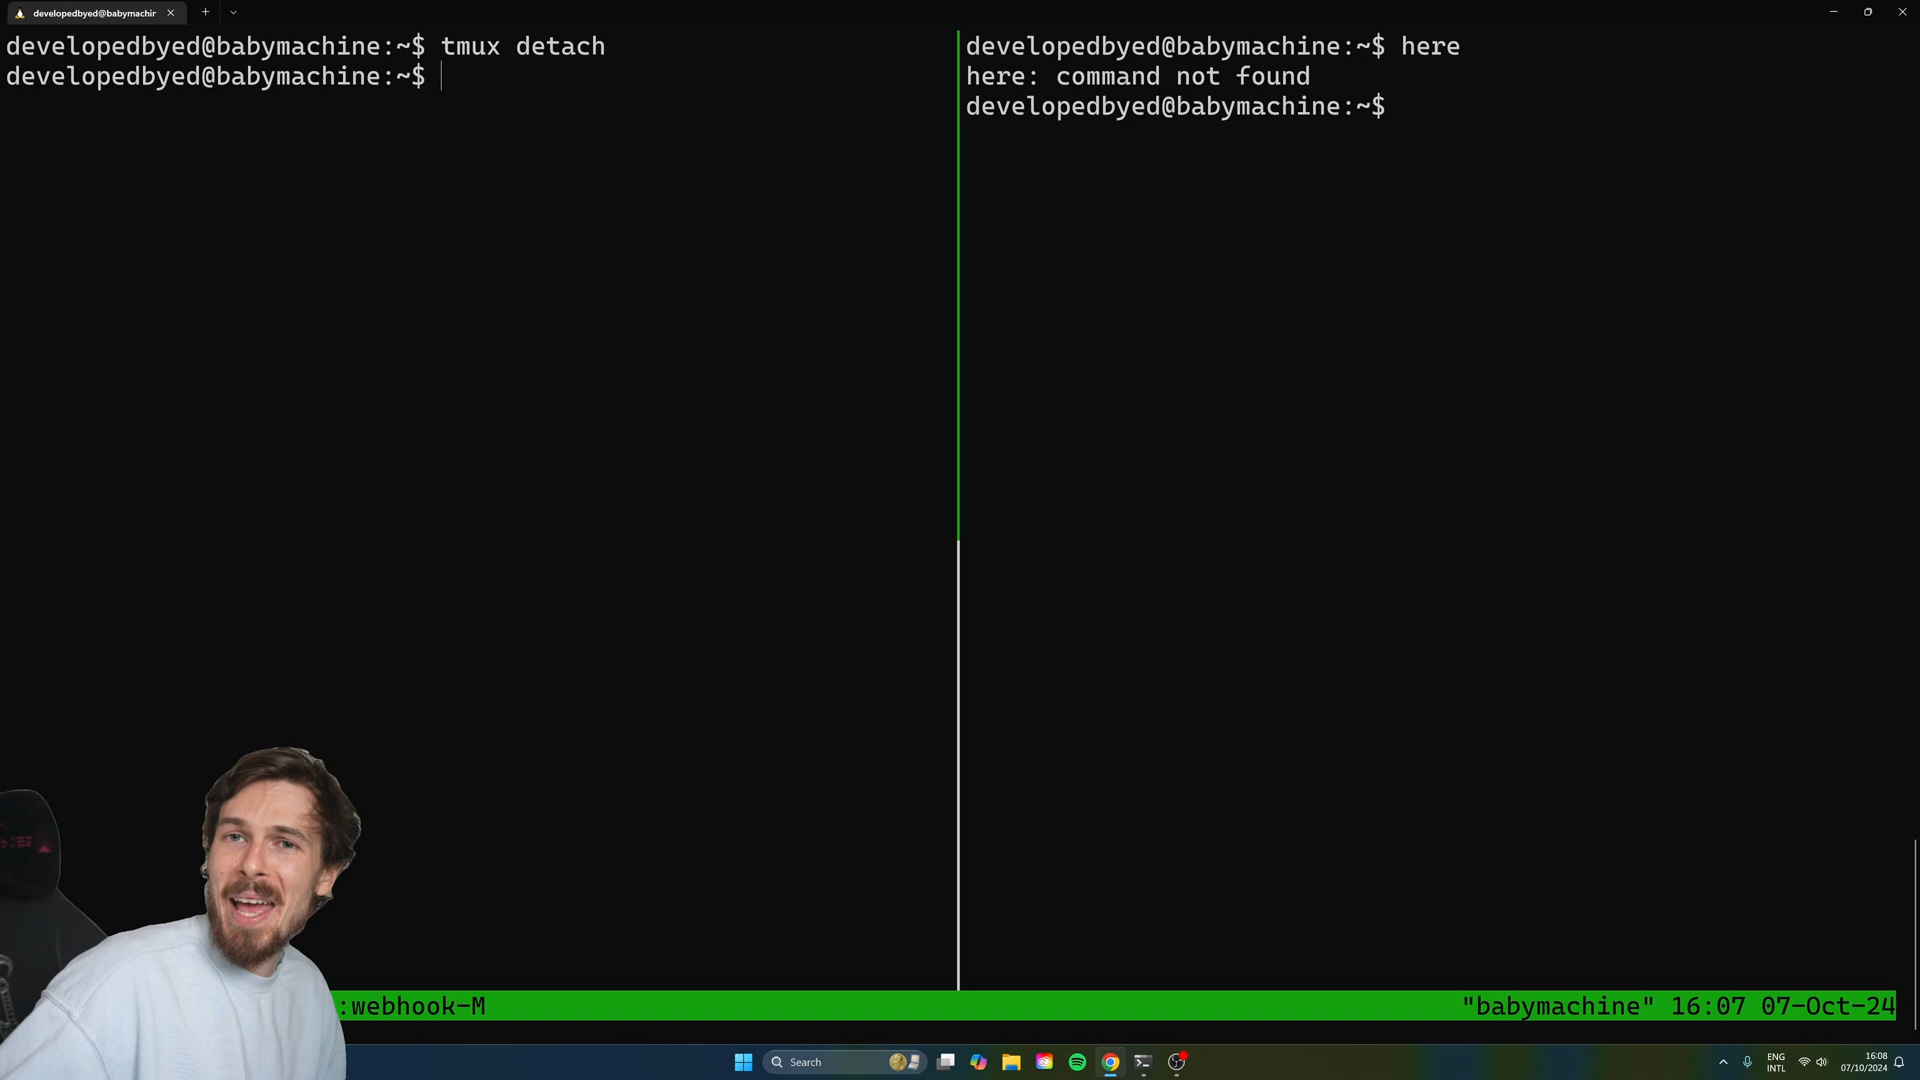 developedbyed@babymachin
developedbyed@babymachine:~$ tmux detach
developedbyed@babymachine:~$
developedbyed@babymachine:~$ here
here: command not found
developedbyed@babymachine:~$
:webhook-M
"babymachine" 16:07 07-Oct-24
Search
ENG
INTL
16:08
07/10/2024